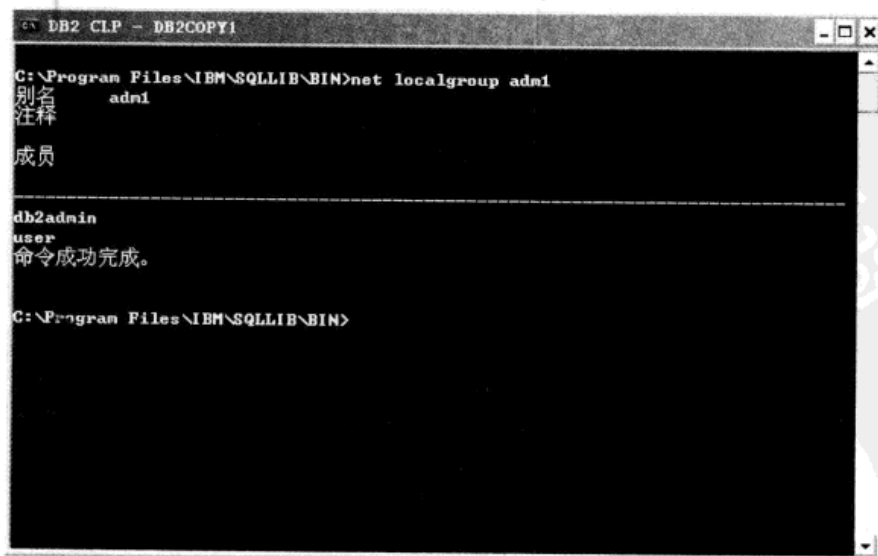 DB2 CLP - DB2COPY1
C:\Program Files\IBM\SQLLIB\BIN>net localgroup adm1
别名 adm1
注释
成员
-------------------------------------------------------------------------------
db2admin
user
命令成功完成。
C:\Program Files\IBM\SQLLIB\BIN>